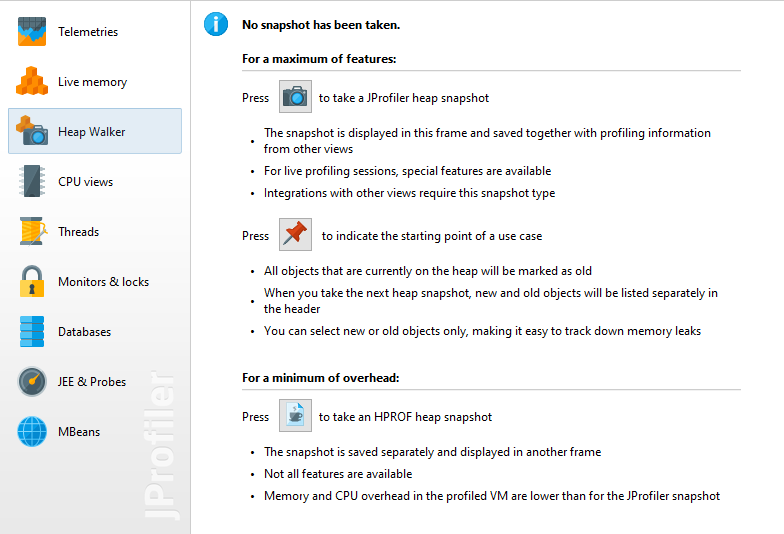 Telemetries
Live memory
Heap Walker
CPU views
Threads
Monitors & locks
Databases
JEE & Probes
MBeans
JProfiler
No snapshot has been taken.
For a maximum of features:
Press to take a JProfiler heap snapshot
• The snapshot is displayed in this frame and saved together with profiling information
from other views
• For live profiling sessions, special features are available
• Integrations with other views require this snapshot type
Press to indicate the starting point of a use case
• All objects that are currently on the heap will be marked as old
• When you take the next heap snapshot, new and old objects will be listed separately in
the header
• You can select new or old objects only, making it easy to track down memory leaks
For a minimum of overhead:
Press to take an HPROF heap snapshot
• The snapshot is saved separately and displayed in another frame
• Not all features are available
• Memory and CPU overhead in the profiled VM are lower than for the JProfiler snapshot